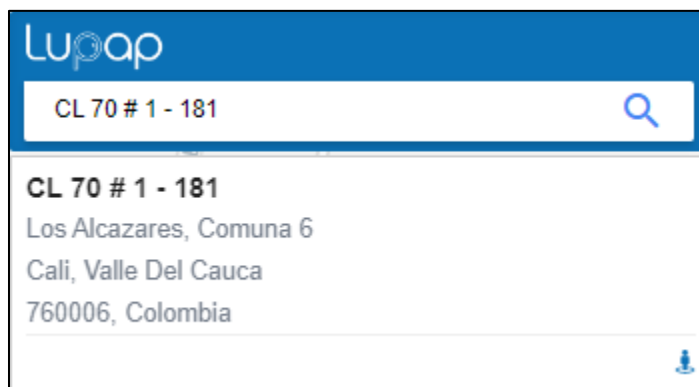 Lupap
CL 70 # 1 - 181
CL 70 # 1 - 181
Los Alcazares, Comuna 6
Cali, Valle Del Cauca
760006, Colombia